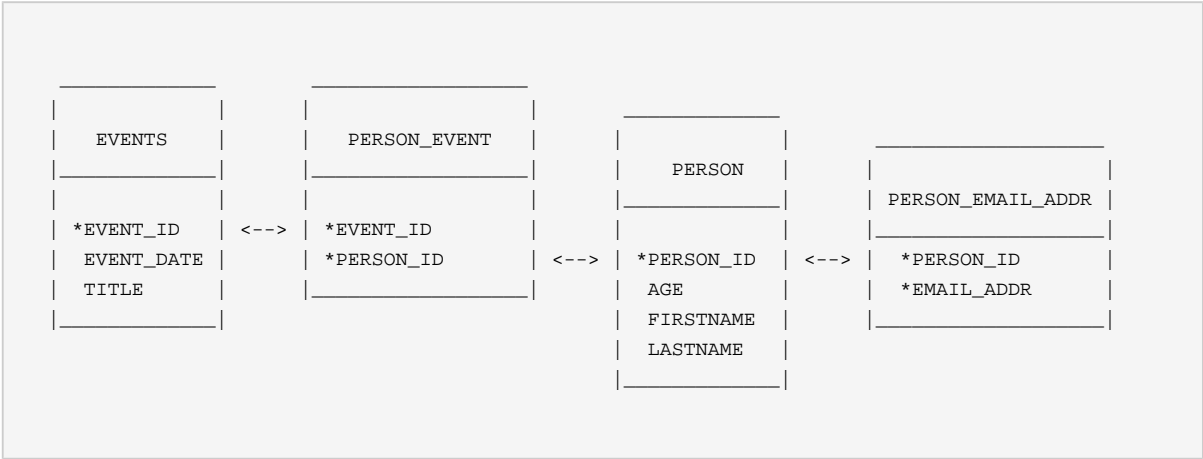 EVENTS
*EVENT_ID
EVENT_DATE
TITLE
<-->
PERSON_EVENT
*EVENT_ID
*PERSON_ID
<-->
PERSON
*PERSON_ID
AGE
FIRSTNAME
LASTNAME
<-->
PERSON_EMAIL_ADDR
*PERSON_ID
*EMAIL_ADDR